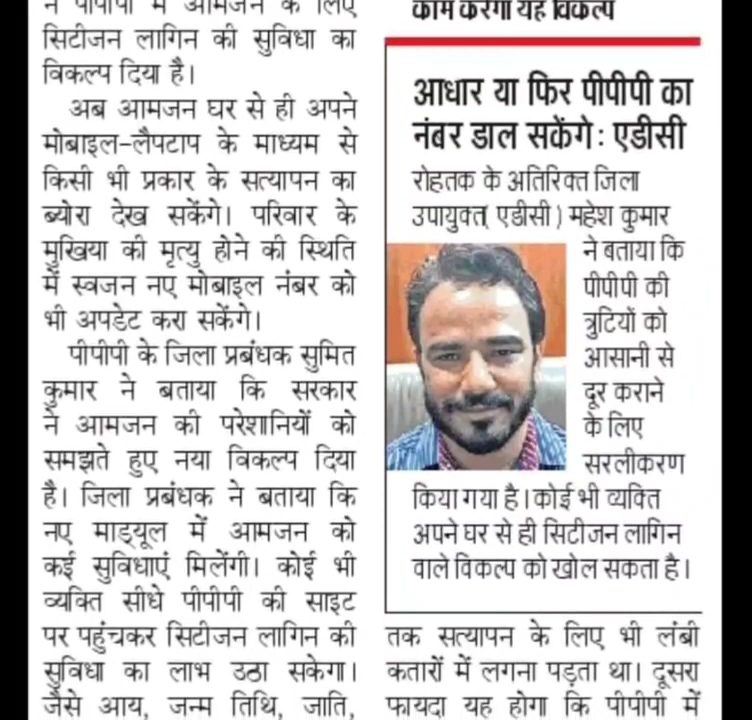 ने पीपीपी में आमजन के लिए
सिटीजन लागिन की सुविधा का
विकल्प दिया है।
अब आमजन घर से ही अपने
मोबाइल-लैपटाप के माध्यम से
किसी भी प्रकार के सत्यापन का
ब्योरा देख सकेंगे। परिवार के
मुखिया की मृत्यु होने की स्थिति
में स्वजन नए मोबाइल नंबर को
भी अपडेट करा सकेंगे।
पीपीपी के जिला प्रबंधक सुमित
कुमार ने बताया कि सरकार
ने आमजन की परेशानियों को
समझते हुए नया विकल्प दिया
है। जिला प्रबंधक ने बताया कि
नए माड्यूल में आमजन को
कई सुविधाएं मिलेंगी। कोई भी
व्यक्ति सीधे पीपीपी की साइट
पर पहुंचकर सिटीजन लागिन की
सुविधा का लाभ उठा सकेगा।
जैसे आय, जन्म तिथि, जाति,
काम करेगा यह विकल्प
आधार या फिर पीपीपी का
नंबर डाल सकेंगे: एडीसी
रोहतक के अतिरिक्त जिला
उपायुक्त( एडीसी ) महेश कुमार
ने बताया कि
पीपीपी की
त्रुटियों को
आसानी से
दूर कराने
के लिए
सरलीकरण
किया गया है। कोई भी व्यक्ति
अपने घर से ही सिटीजन लागिन
वाले विकल्प को खोल सकता है।
तक सत्यापन के लिए भी लंबी
कतारों में लगना पड़ता था। दूसरा
फायदा यह होगा कि पीपीपी में